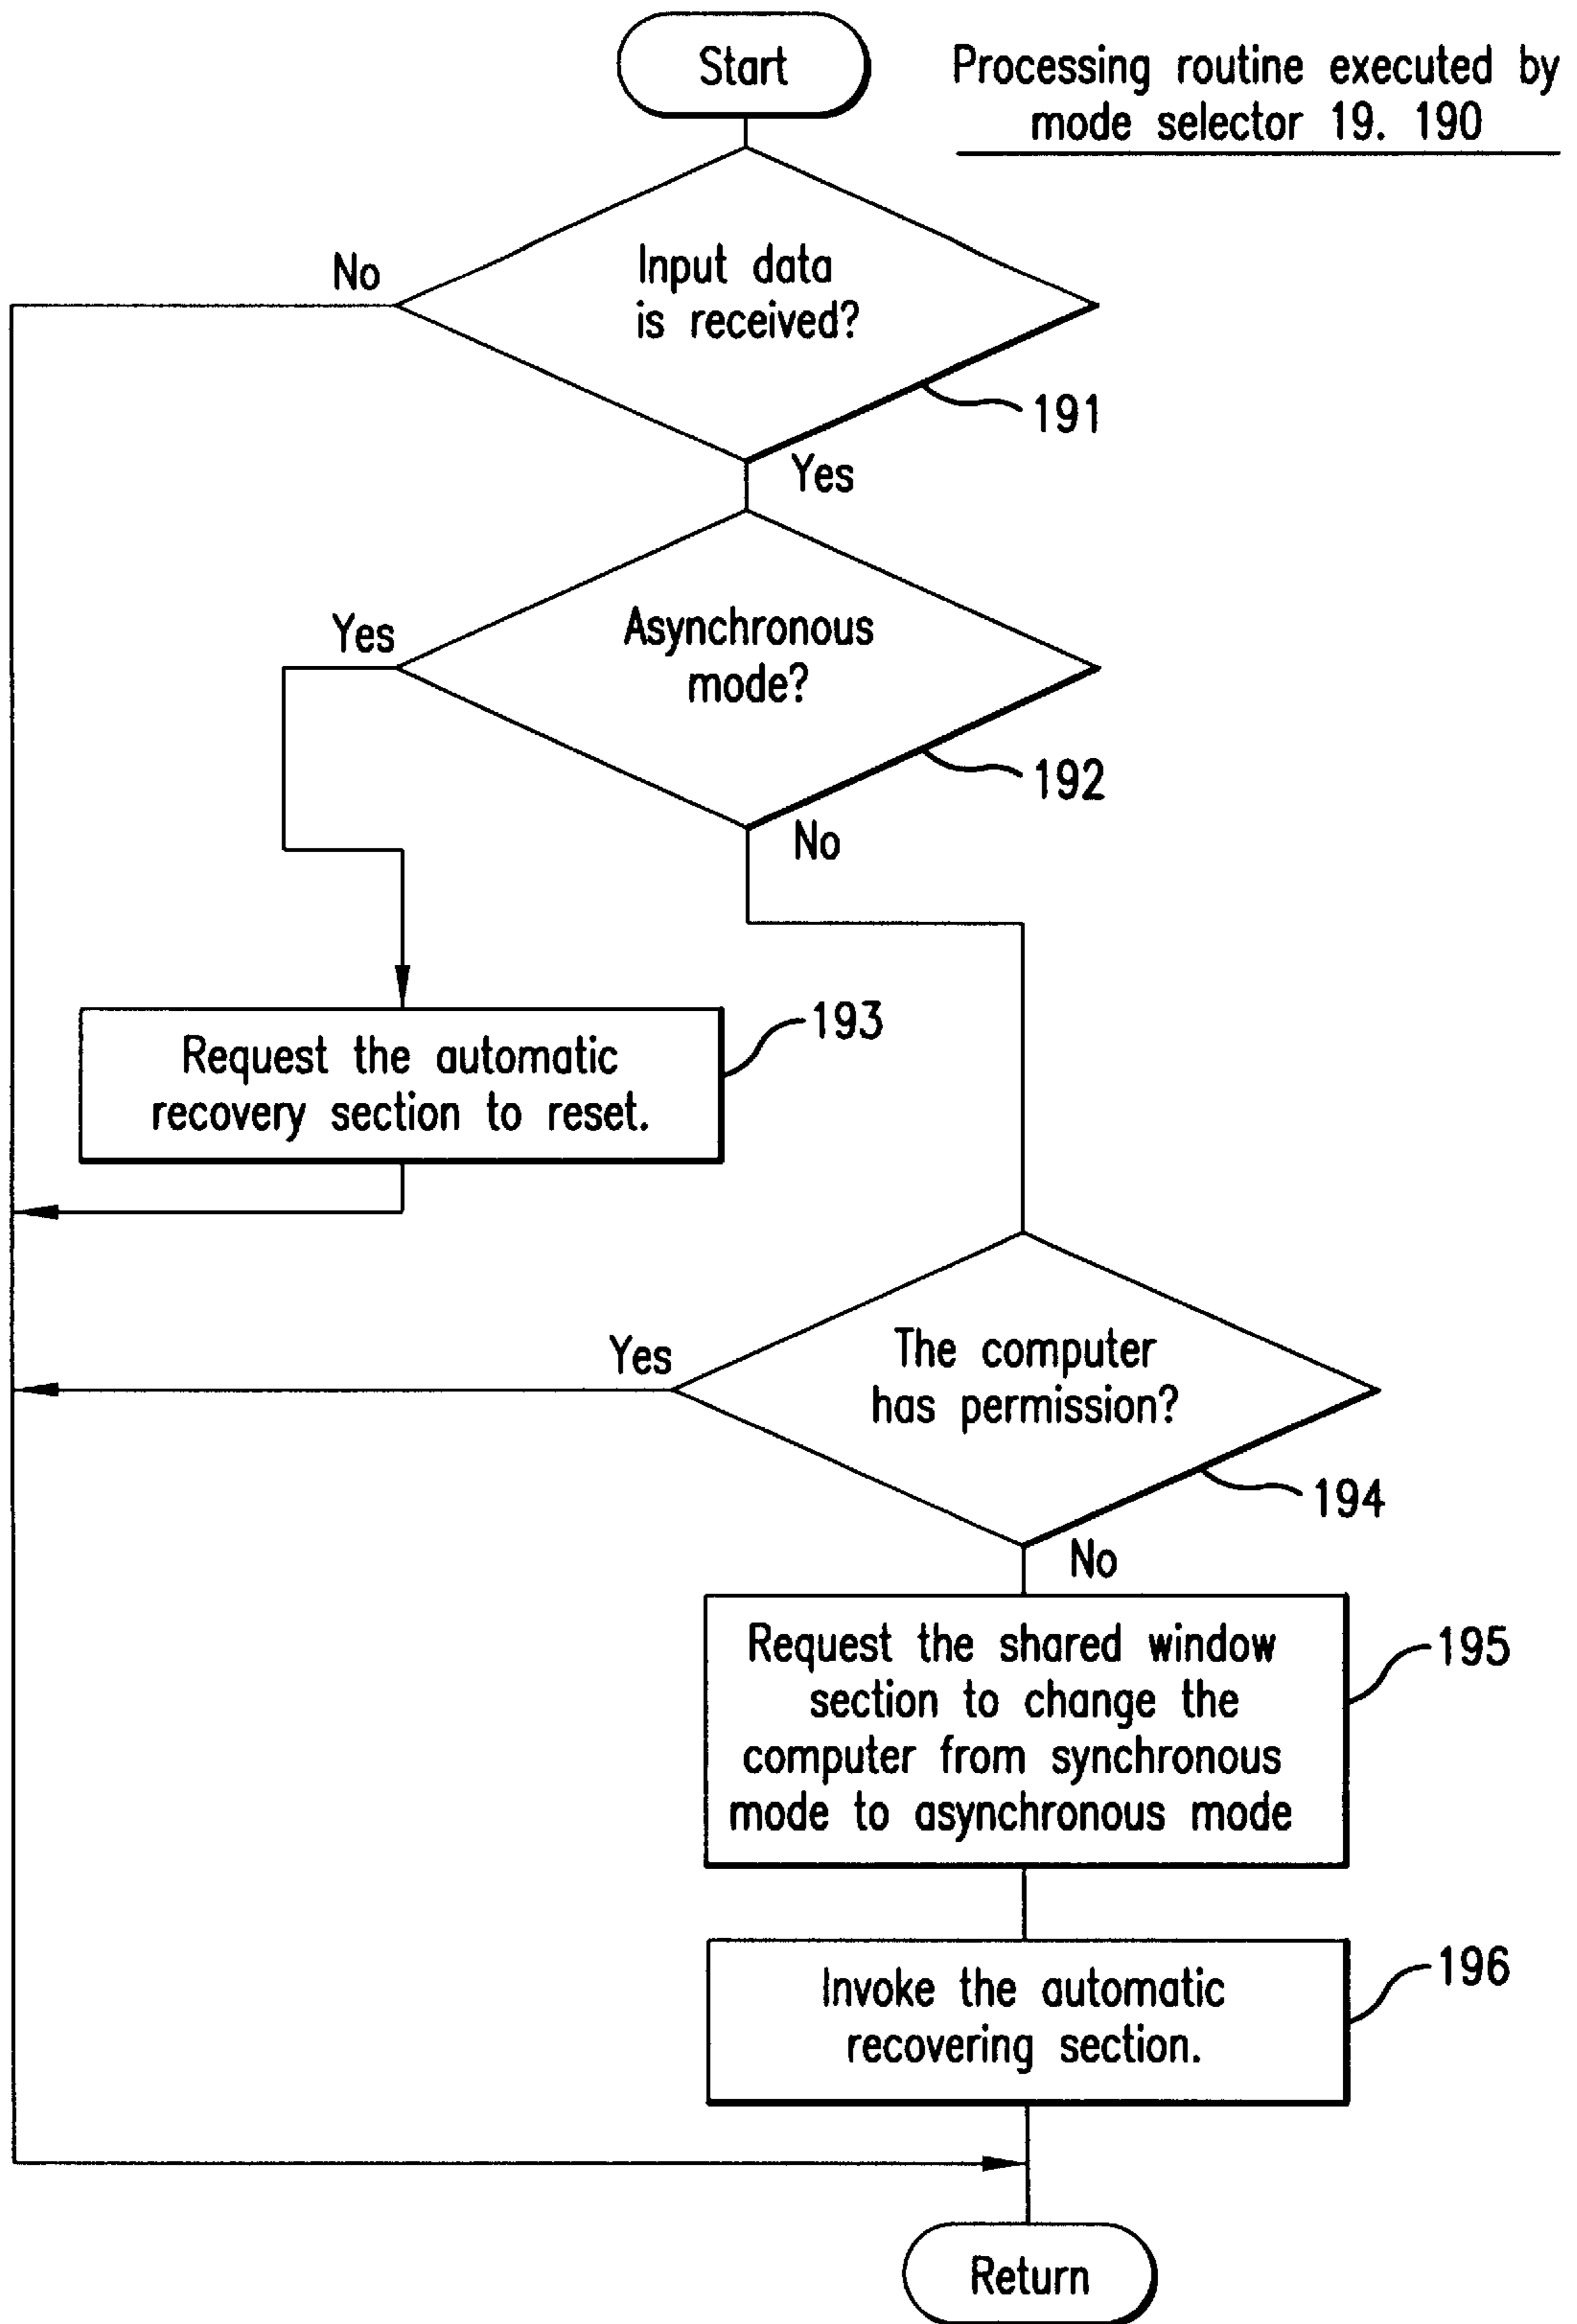 Start
Processing routine executed by
mode selector 19. 190
No
Input data
is received?
191
Yes
Yes
Asynchronous
mode?
192
No
193
Request the automatic
recovery section to reset.
Yes
The computer
has permission?
194
No
Request the shared window
section to change the
computer from synchronous
mode to asynchronous mode
195
Invoke the automatic
recovering section.
196
Return